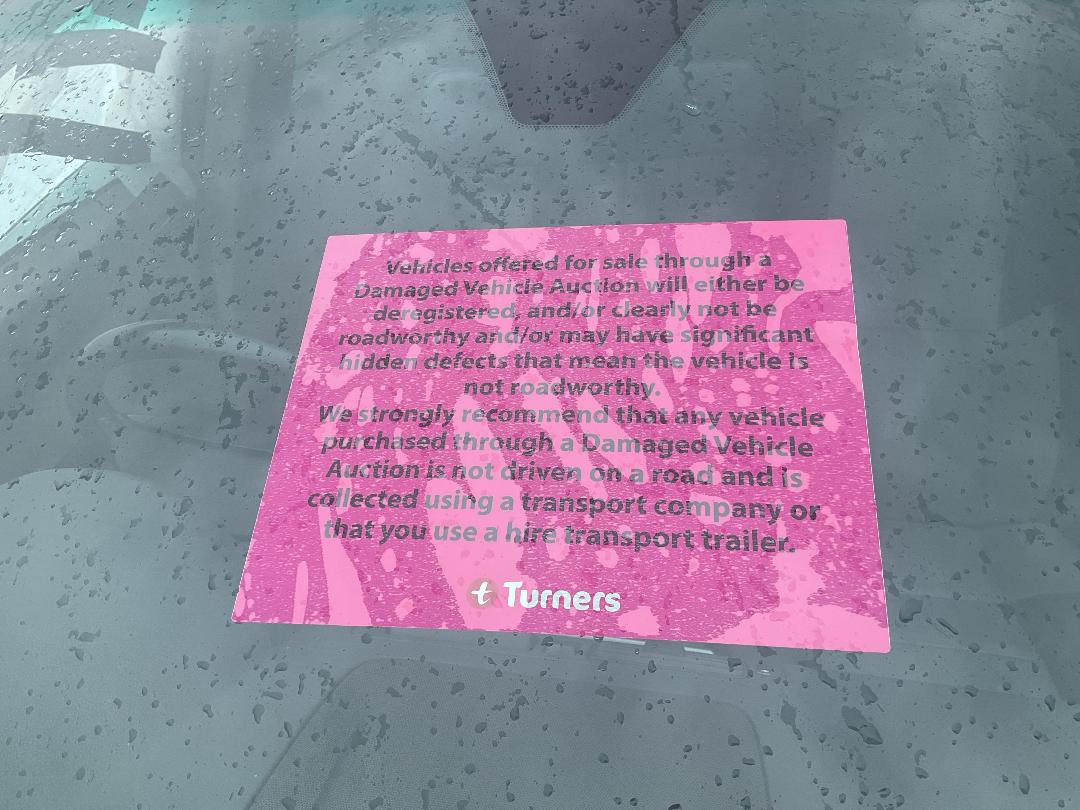 Vehicles offered for sale through a
Damaged Vehicle Auction will either be
deregistered, and/or clearly not be
roadworthy and/or may have significant
hidden defects that mean the vehicle is
not roadworthy.
We strongly recommend that any vehicle
purchased through a Damaged Vehicle
Auction is not driven on a road and is
collected using a transport company or
that you use a hire transport trailer.
t Turners